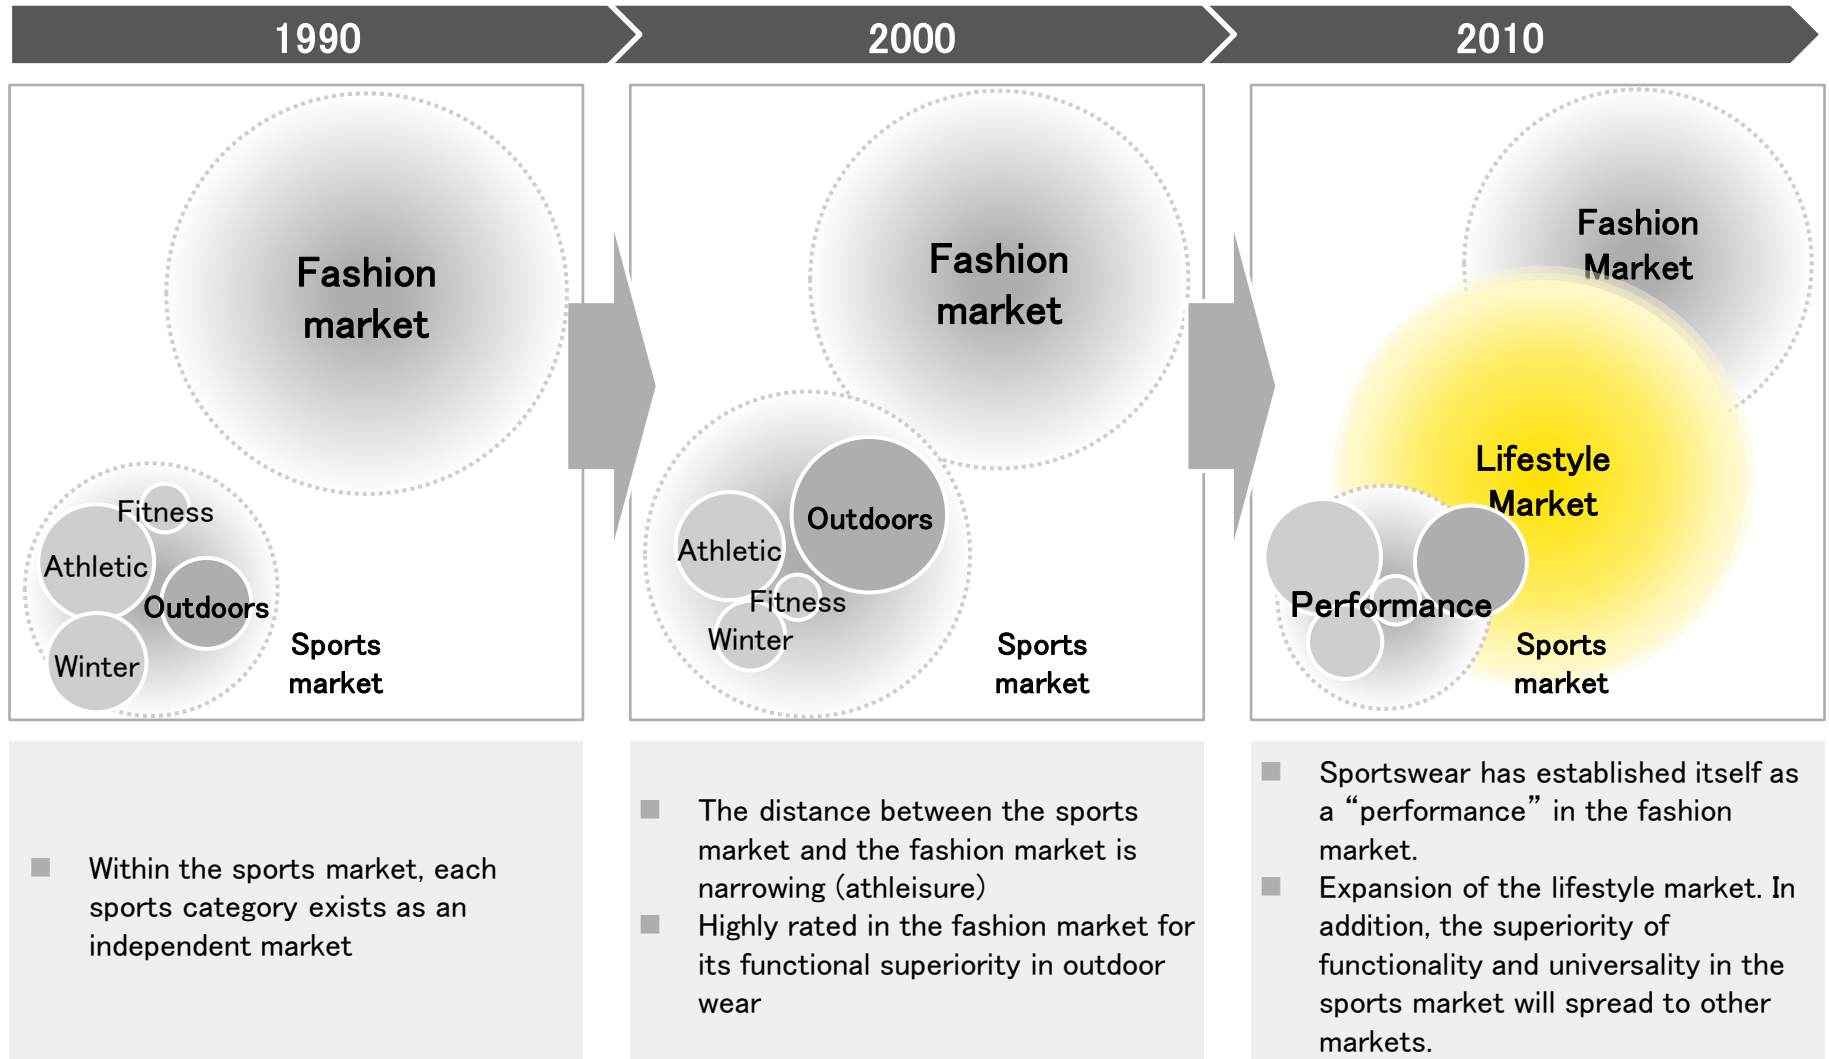 1990
2000
2010
Fashion
market
Fitness
Athletic
Outdoors
Winter
Sports
market
Fashion
market
Outdoors
Athletic
Fitness
Winter
Sports
market
Fashion
Market
Lifestyle
Market
Performance
Sports
market
■ Within the sports market, each
sports category exists as an
independent market
■ The distance between the sports
market and the fashion market is
narrowing (athleisure)
■ Highly rated in the fashion market for
its functional superiority in outdoor
wear
■ Sportswear has established itself as
a “performance” in the fashion
market.
■ Expansion of the lifestyle market. In
addition, the superiority of
functionality and universality in the
sports market will spread to other
markets.